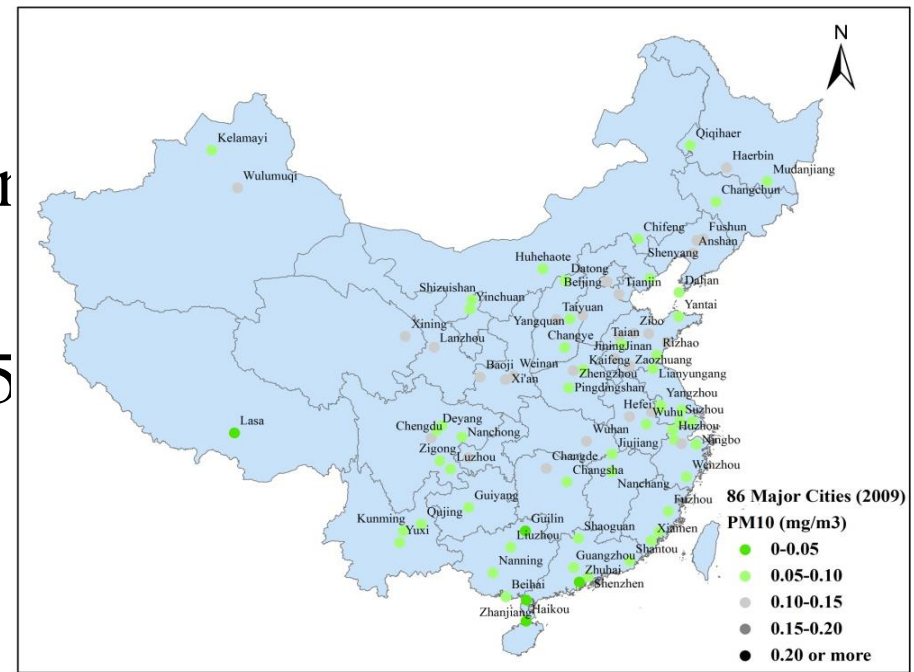 N
Qiqihaer
Kelamayi
Haerbin
Mudanjiang
Wulumuqi
Changchun
Chifeng
Fushun
Anshan
Shenyang
Huhehaote
Datong
Beijing
Tianjin
Dalian
Shizuishan
Yinchuan
Yantai
Taiyuan
Yangquan
Zibo
Xining
Taian
Changye
Lanzhou
JiningJinan
Rizhao
Baoji
Weinan
Kaifeng
Zaozhuang
Xi'an
Zhengzhou
Lianyungang
Pingdingshan
Yangzhou
Hefei
Lasa
Deyang
Wuhu
Suzhou
Chengdu
Nanchong
Wuhan
Huzhou
Jiujiang
Ningbo
Zigong
Luzhou
Changde
Wenzhou
Changsha
Nanchang
Guiyang
86 Major Cities (2009)
Fuzhou
Kunming
Qujing
Guilin
Shaoguan
PM10 (mg/m3)
Yuxi
Liuzhou
Xiamen
Shantou
0-0.05
Nanning
Guangzhou
Zhuhai
0.05-0.10
Beihai
Shenzhen
0.10-0.15
Zhanjiang
Haikou
0.15-0.20
0.20 or more
5